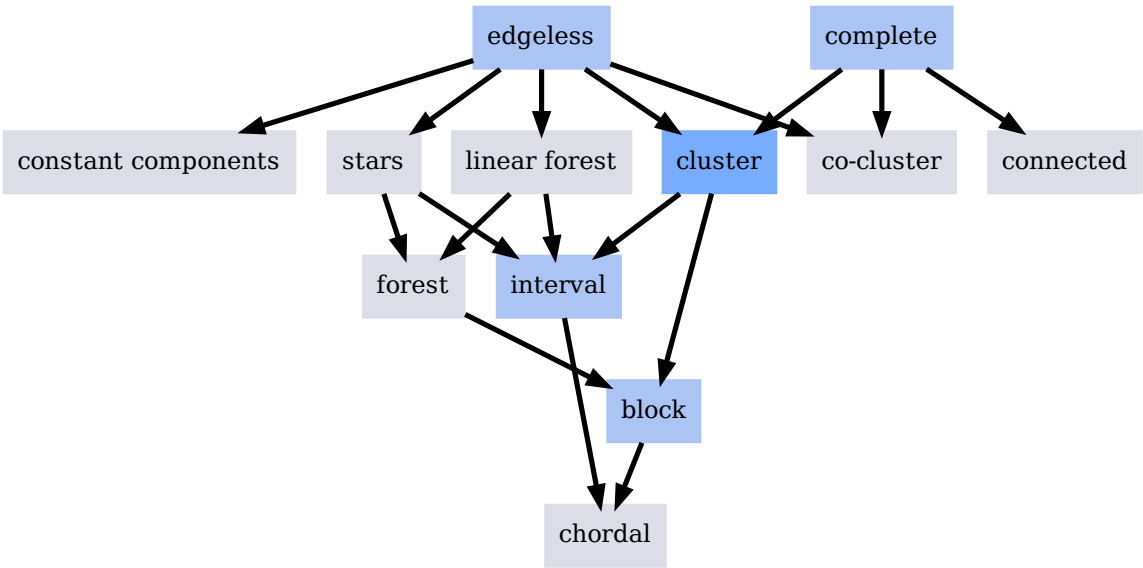 edgeless
complete
constant components
stars
linear forest
cluster
co-cluster
connected
forest
interval
block
chordal